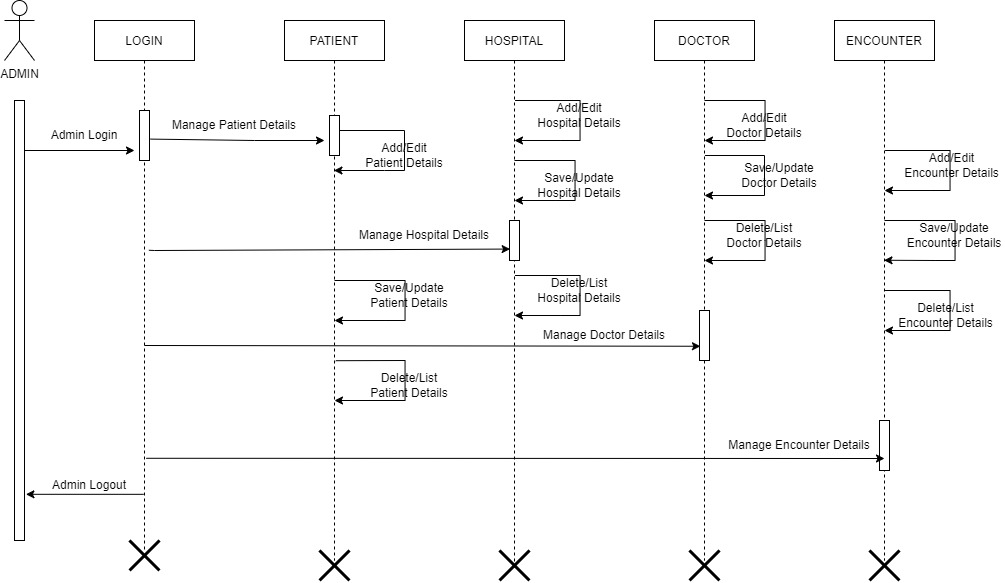 LOGIN
PATIENT
HOSPITAL
DOCTOR
ENCOUNTER
ADMIN
Admin Login
Manage Patient Details
Add/Edit
Patient Details
Add/Edit
Hospital Details
Add/Edit
Doctor Details
Add/Edit
Encounter Details
Save/Update
Hospital Details
Save/Update
Doctor Details
Manage Hospital Details
Delete/List
Doctor Details
Save/Update
Encounter Details
Save/Update
Patient Details
Delete/List
Hospital Details
Delete/List
Encounter Details
Manage Doctor Details
Delete/List
Patient Details
Manage Encounter Details
Admin Logout